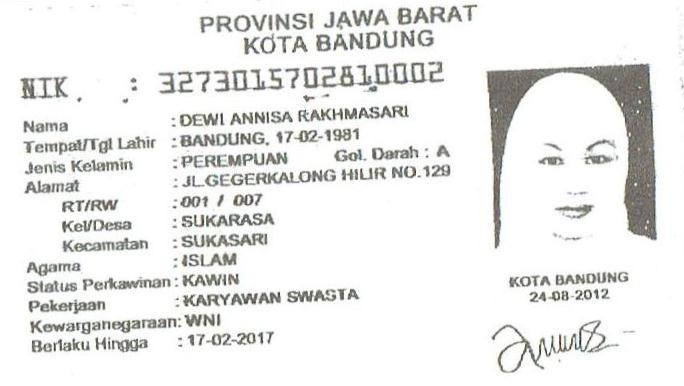 PROVINSI JAWA BARAT
KOTA BANDUNG
NIK : 3273015702810002
Nama : DEWI ANNISA RAKHMASARI
Tempat/Tgl Lahir : BANDUNG, 17-02-1981
Jenis Kelamin : PEREMPUAN Gol. Darah : A
Alamat : JL.GEGERKALONG HILIR NO.129
RT/RW : 001 / 007
Kel/Desa : SUKARASA
Kecamatan : SUKASARI
Agama : ISLAM
Status Perkawinan : KAWIN
Pekerjaan : KARYAWAN SWASTA
Kewarganegaraan: WNI
Berlaku Hingga : 17-02-2017
KOTA BANDUNG
24-08-2012